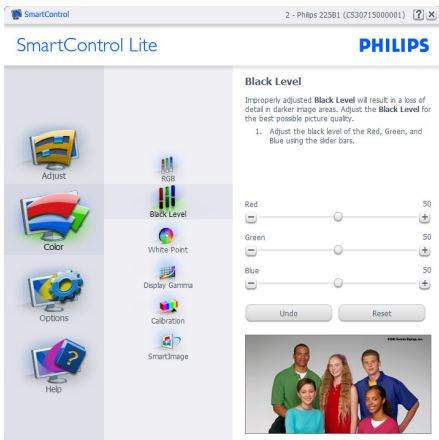 SmartControl
2 - Philips 225B1 (CS30715000001)
SmartControl Lite
PHILIPS
Adjust
Color
Options
Help
RGB
Black Level
White Point
Display Gamma
Calibration
SmartImage
Black Level
Improperly adjusted Black Level will result in a loss of
detail in darker image areas. Adjust the Black Level for
the best possible picture quality.
1. Adjust the black level of the Red, Green, and
Blue using the slider bars.
Red 50
Green 50
Blue 50
Undo Reset